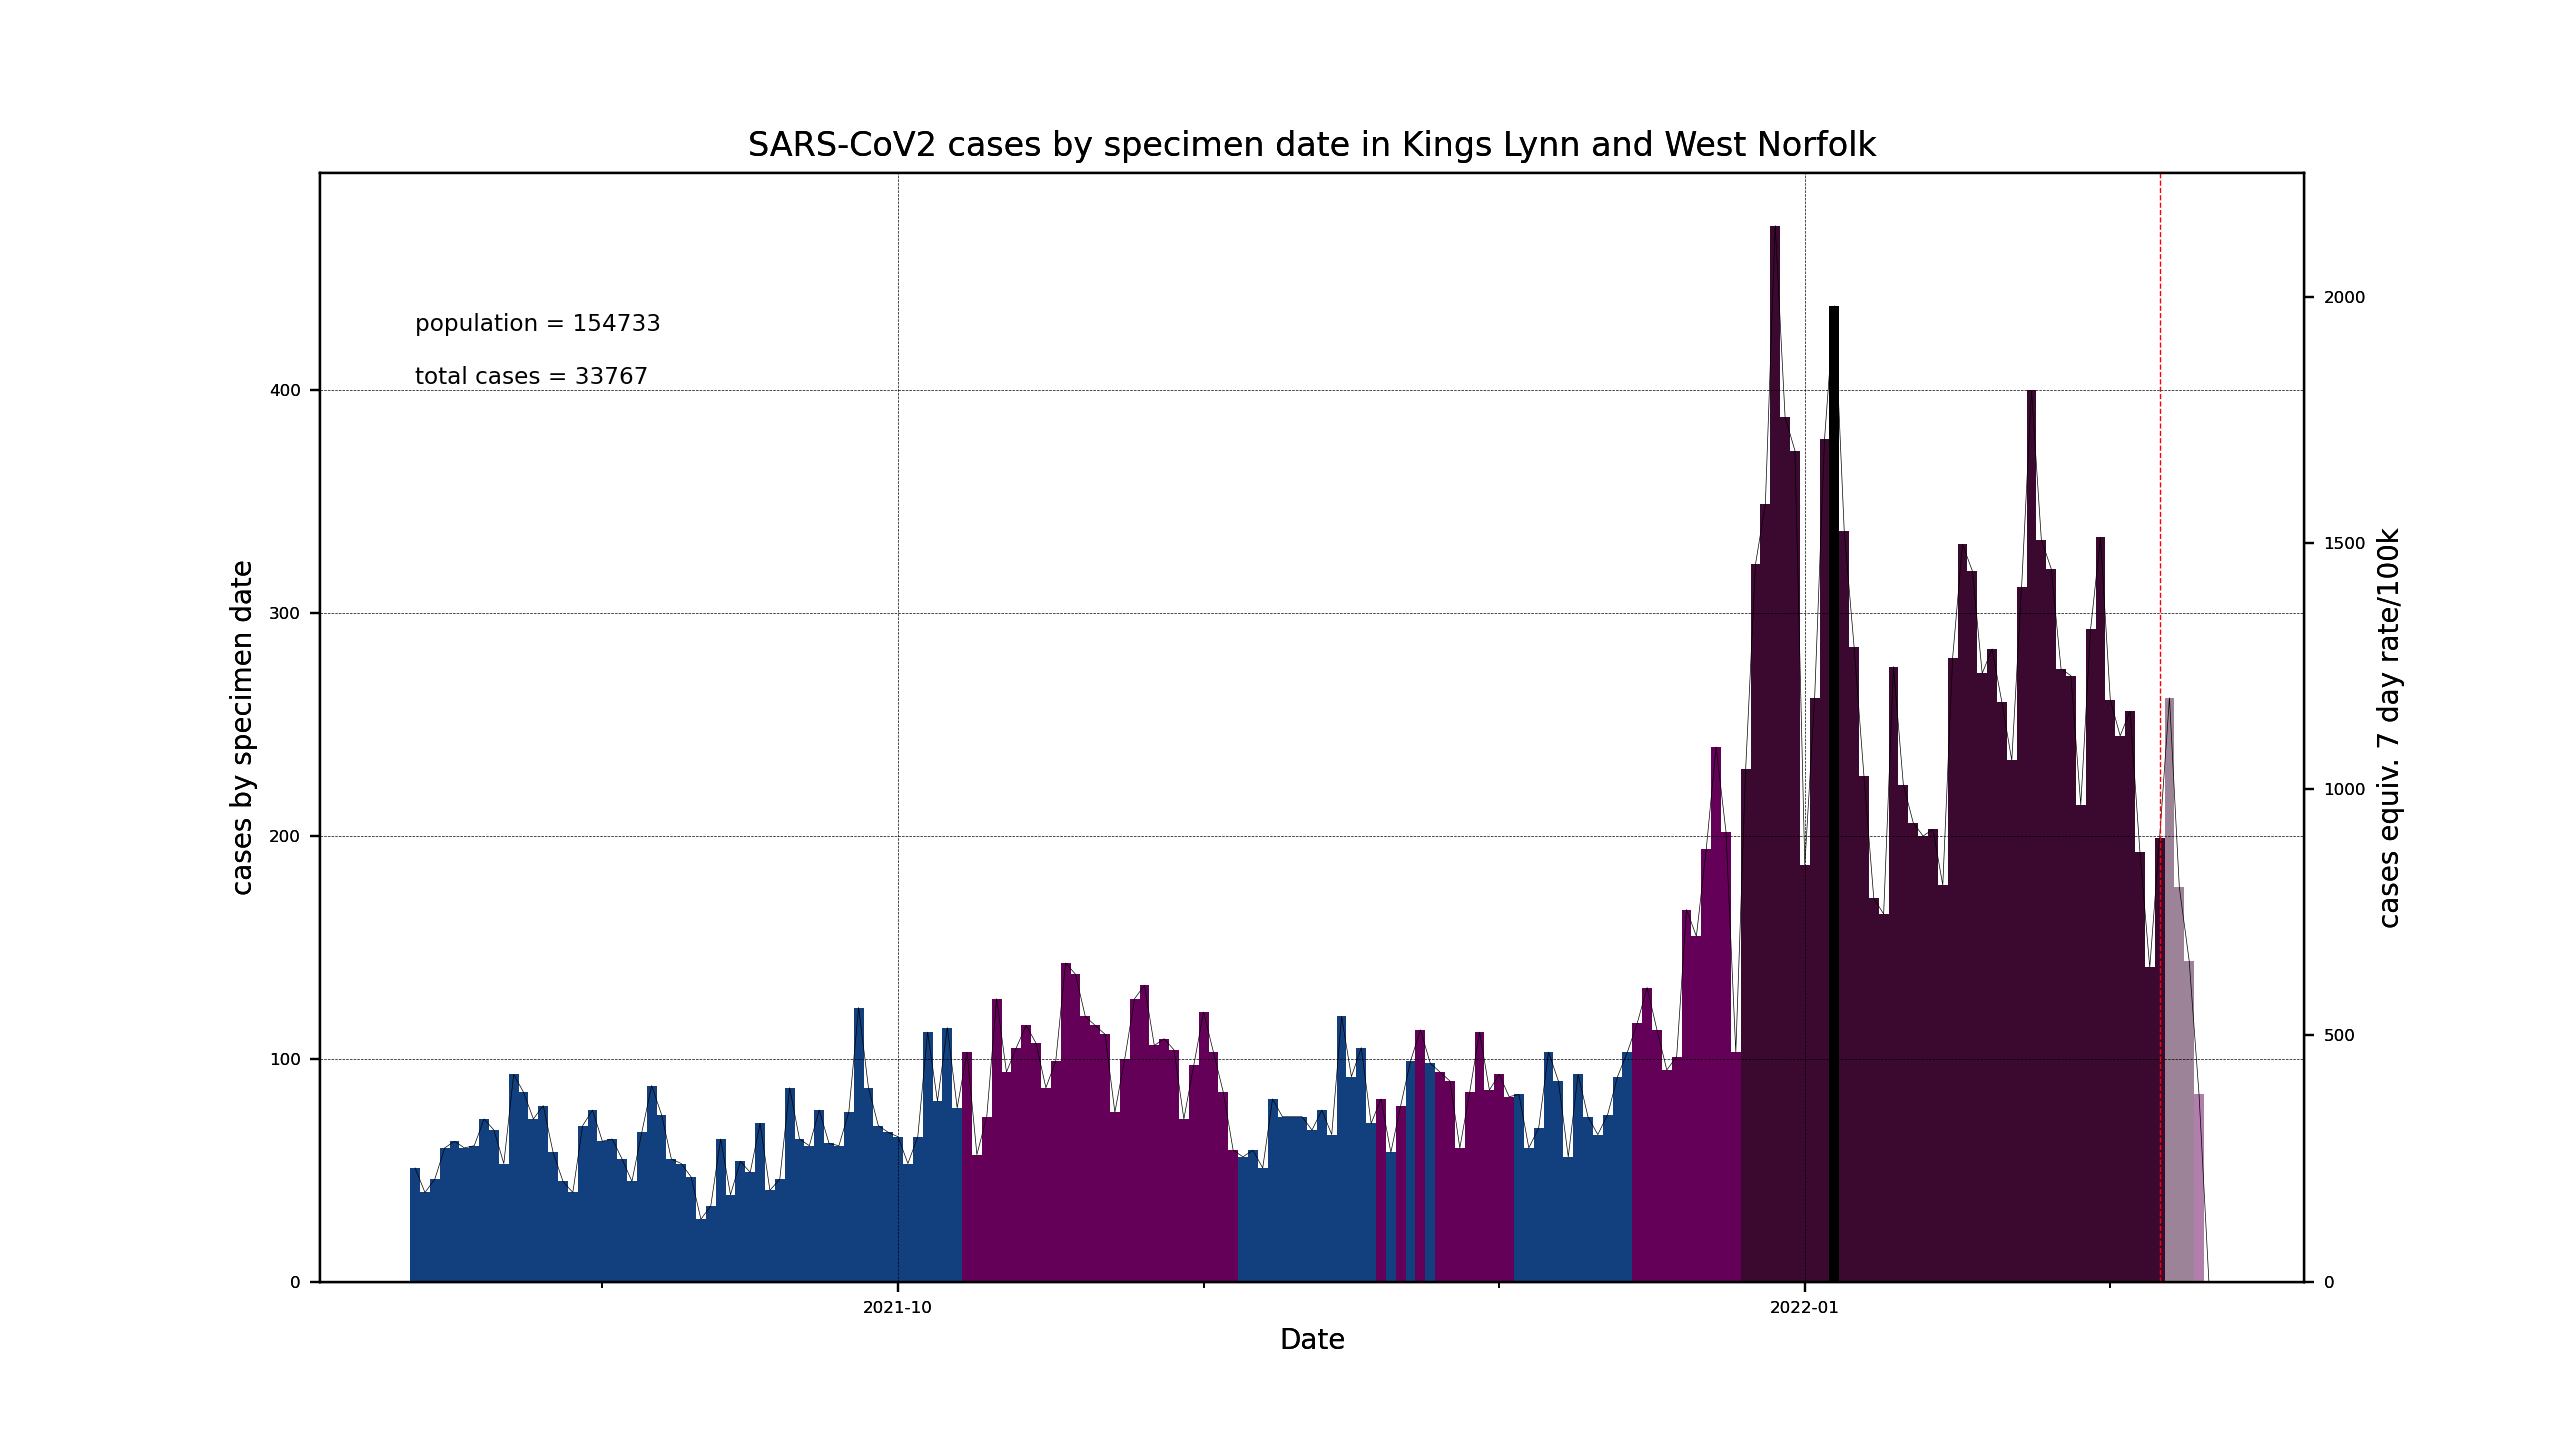 SARS-CoV2 cases by specimen date in Kings Lynn and West Norfolk
population = 154733
total cases = 33767
cases by specimen date
400
300
200
100
0
2000
1500
1000
500
0
cases equiv. 7 day rate/100k
2021-10
2022-01
Date